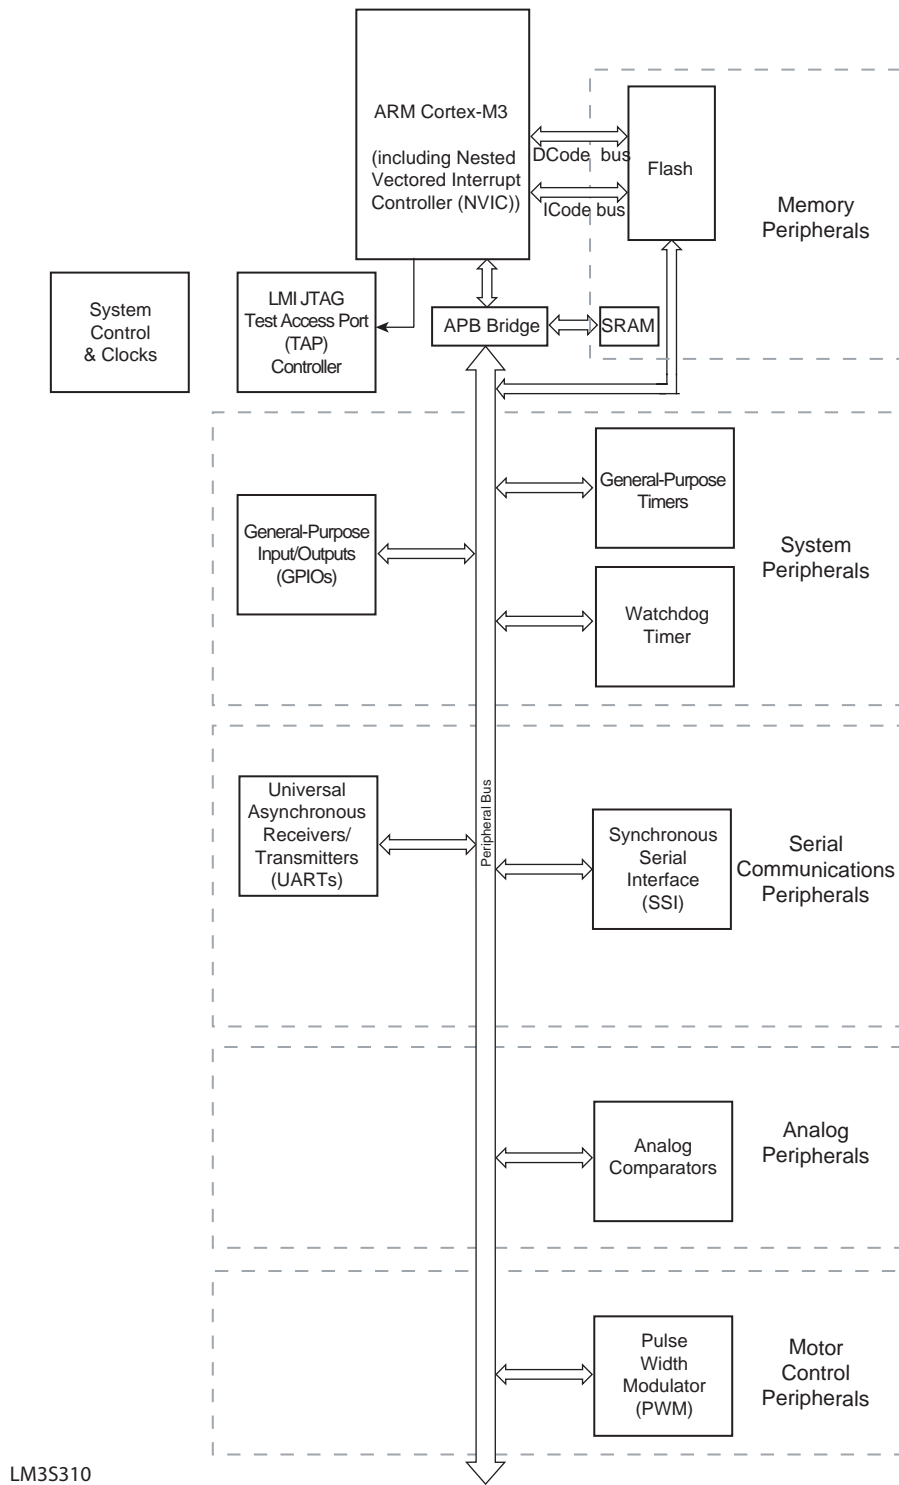 ARM Cortex-M3
(including Nested
Vectored Interrupt
Controller (NVIC))
DCode bus
ICode bus
Flash
Memory
Peripherals
System
Control
& Clocks
LMI JTAG
Test Access Port
(TAP)
Controller
APB Bridge
SRAM
General-Purpose
Timers
General-Purpose
Input/Outputs
(GPIOs)
System
Peripherals
Watchdog
Timer
Peripheral Bus
Universal
Asynchronous
Receivers/
Transmitters
(UARTs)
Synchronous
Serial
Interface
(SSI)
Serial
Communications
Peripherals
Analog
Comparators
Analog
Peripherals
Pulse
Width
Modulator
(PWM)
Motor
Control
Peripherals
LM3S310